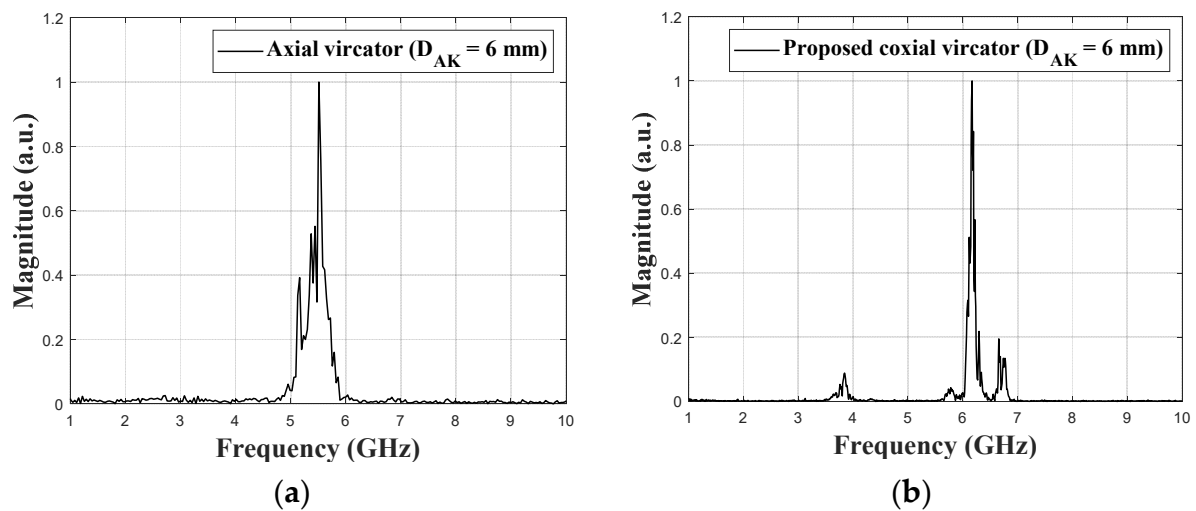 Axial vircator (D_AK = 6 mm)
Magnitude (a.u.)
1.2
1
0.8
0.6
0.4
0.2
0
1 2 3 4 5 6 7 8 9 10
Frequency (GHz)
(a)
Proposed coxial vircator (D_AK = 6 mm)
Magnitude (a.u.)
1.2
1
0.8
0.6
0.4
0.2
0
1 2 3 4 5 6 7 8 9 10
Frequency (GHz)
(b)